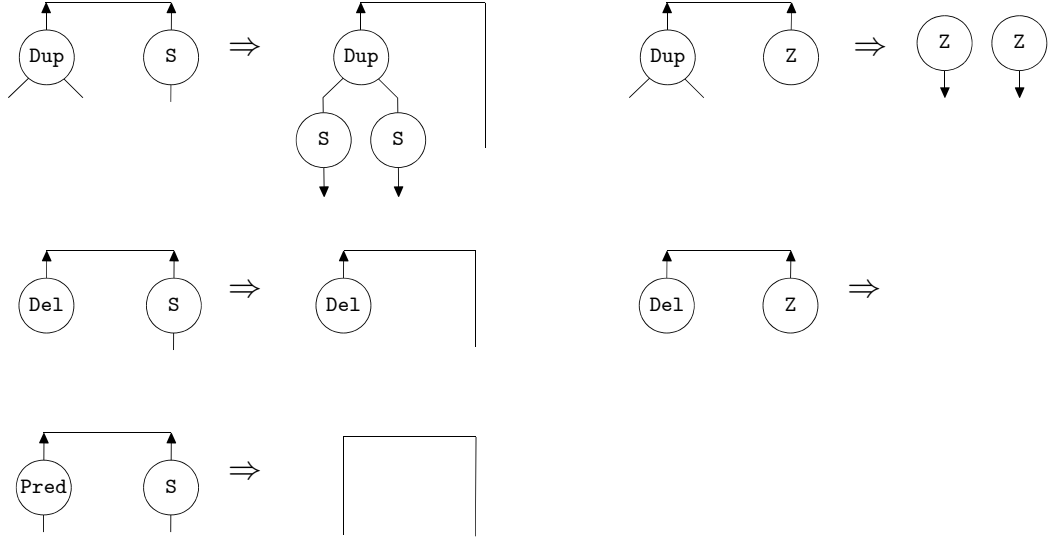 Dup S ⇒ Dup S S
Dup Z ⇒ Z Z
Del S ⇒ Del
Del Z ⇒
Pred S ⇒